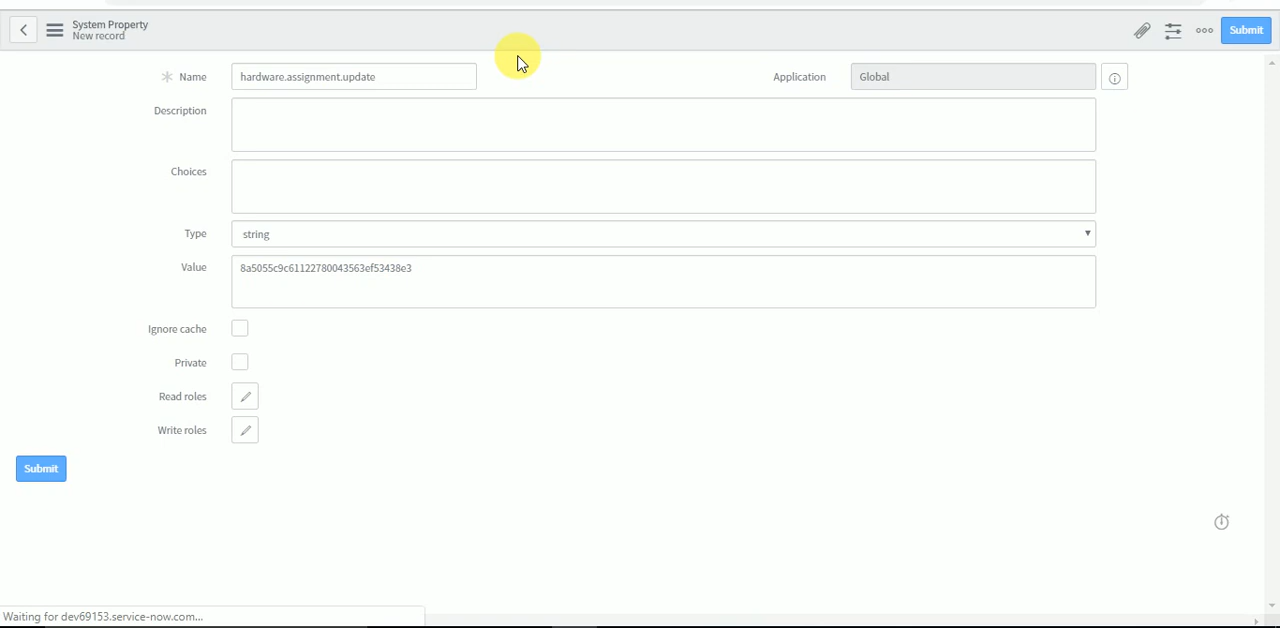 System Property
New record
Submit
Name
hardware.assignment.update
Application
Global
Description
Choices
Type
string
Value
8a5055c9c61122780043563ef53438e3
Ignore cache
Private
Read roles
Write roles
Submit
Waiting for dev69153.service-now.com...